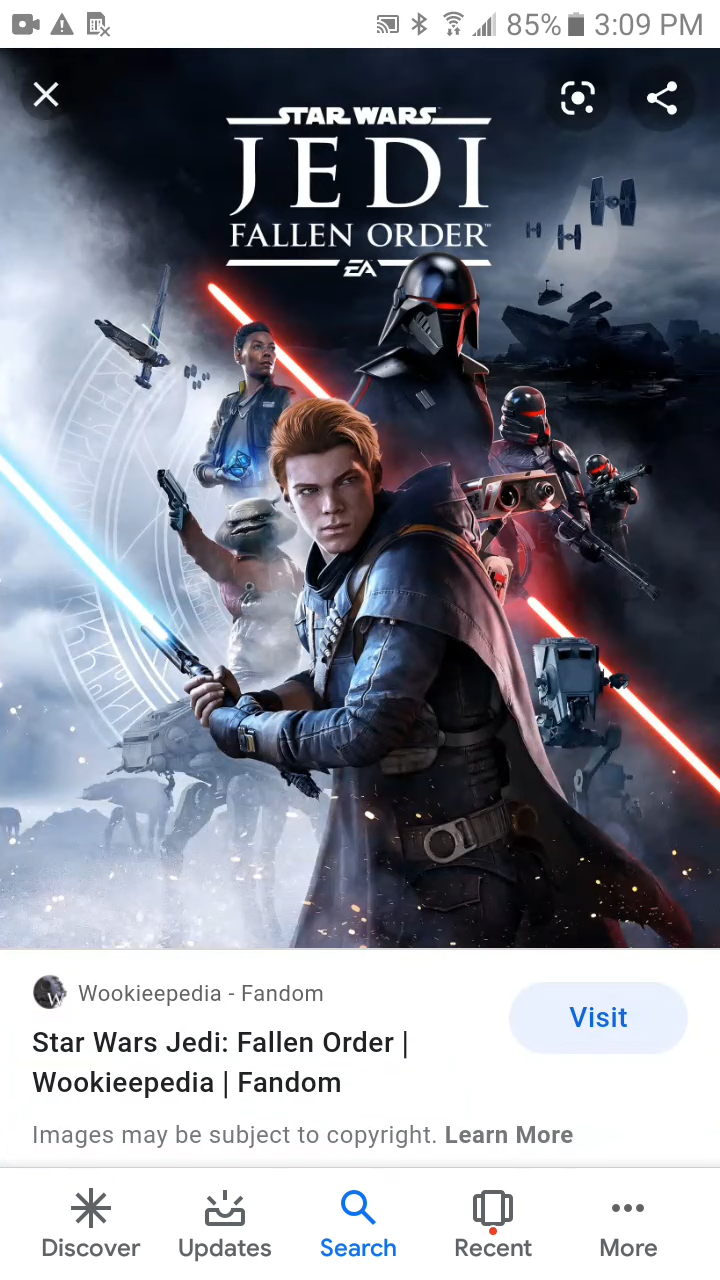 85% 3:09 PM
STAR WARS
JEDI
FALLEN ORDER™
EA
W
Wookieepedia - Fandom
Visit
Star Wars Jedi: Fallen Order |
Wookieepedia | Fandom
Images may be subject to copyright. Learn More
Discover Updates Search Recent More